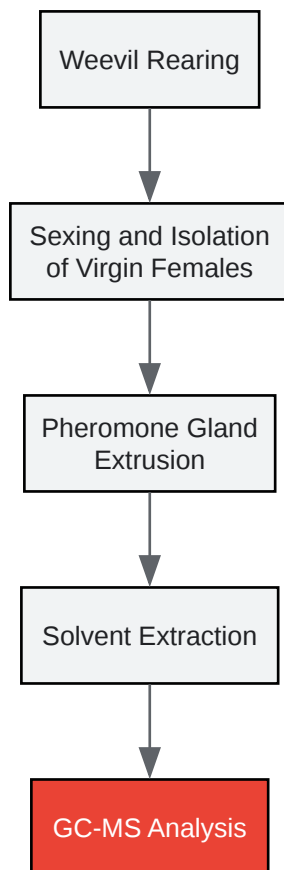 Weevil Rearing
Sexing and Isolation
of Virgin Females
Pheromone Gland
Extrusion
Solvent Extraction
GC-MS Analysis